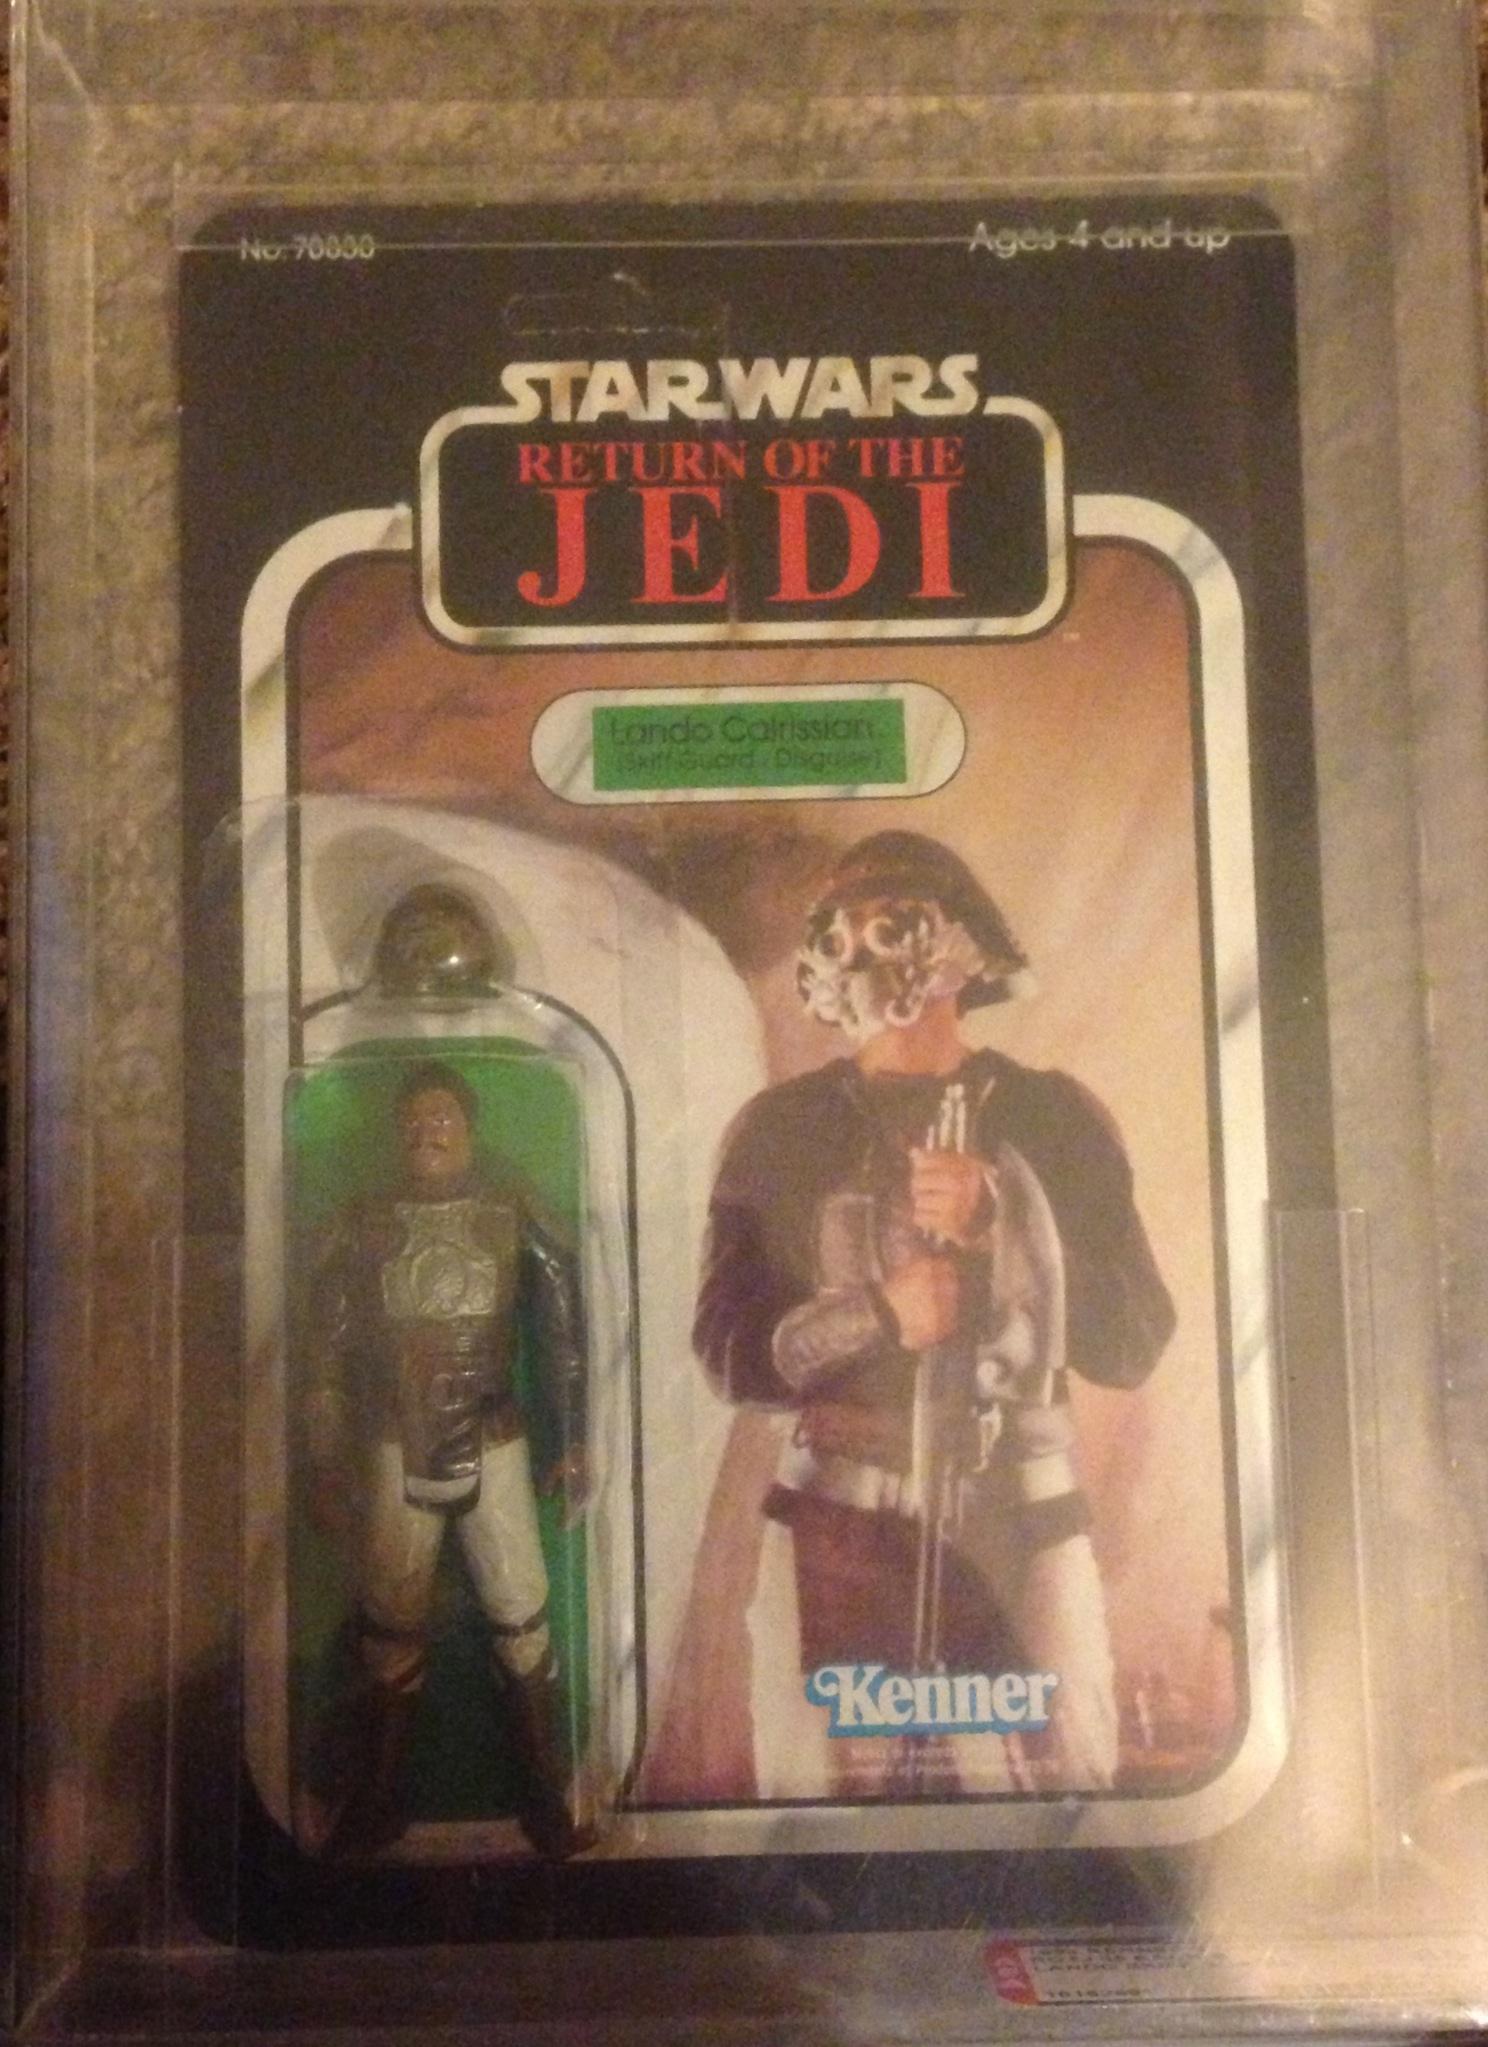 No. 70830
Ages 4 and up
STAR WARS
RETURN OF THE
JEDI
Lando Calrissian
(Skiff Guard Disguise)
Kenner